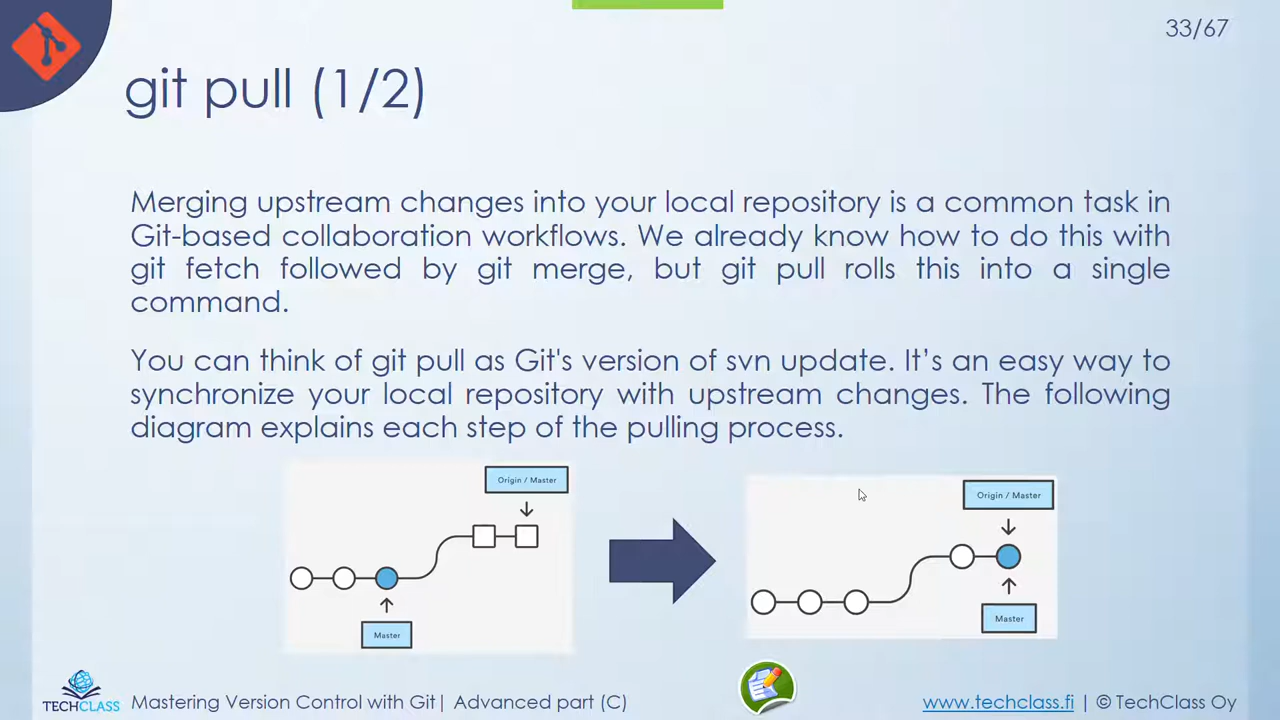 33/67
git pull (1/2)
Merging upstream changes into your local repository is a common task in
Git-based collaboration workflows. We already know how to do this with
git fetch followed by git merge, but git pull rolls this into a single
command.
You can think of git pull as Git's version of svn update. It’s an easy way to
synchronize your local repository with upstream changes. The following
diagram explains each step of the pulling process.
Origin / Master
Master
Origin / Master
Master
TECHCLASS
Mastering Version Control with Git| Advanced part (C)
www.techclass.fi | © TechClass Oy